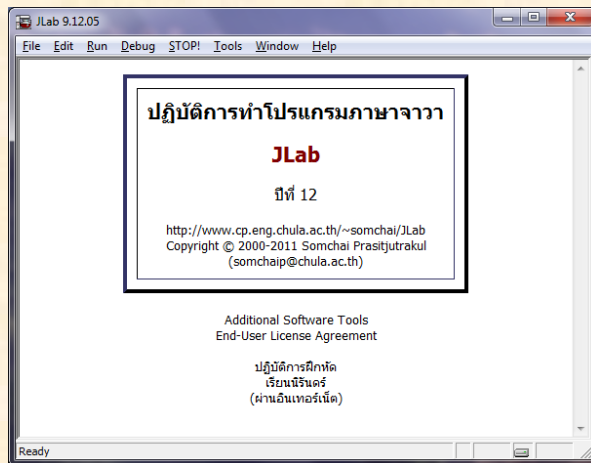 JLab 9.12.05
File Edit Run Debug STOP! Tools Window Help
ปฏิบัติการทำโปรแกรมภาษาจาวา
JLab
ปีที่ 12
http://www.cp.eng.chula.ac.th/~somchai/JLab
Copyright © 2000-2011 Somchai Prasitjutrakul
(somchaip@chula.ac.th)
Additional Software Tools
End-User License Agreement
ปฏิบัติการฝึกหัด
เรียนนิรันดร์
(ผ่านอินเทอร์เน็ต)
Ready